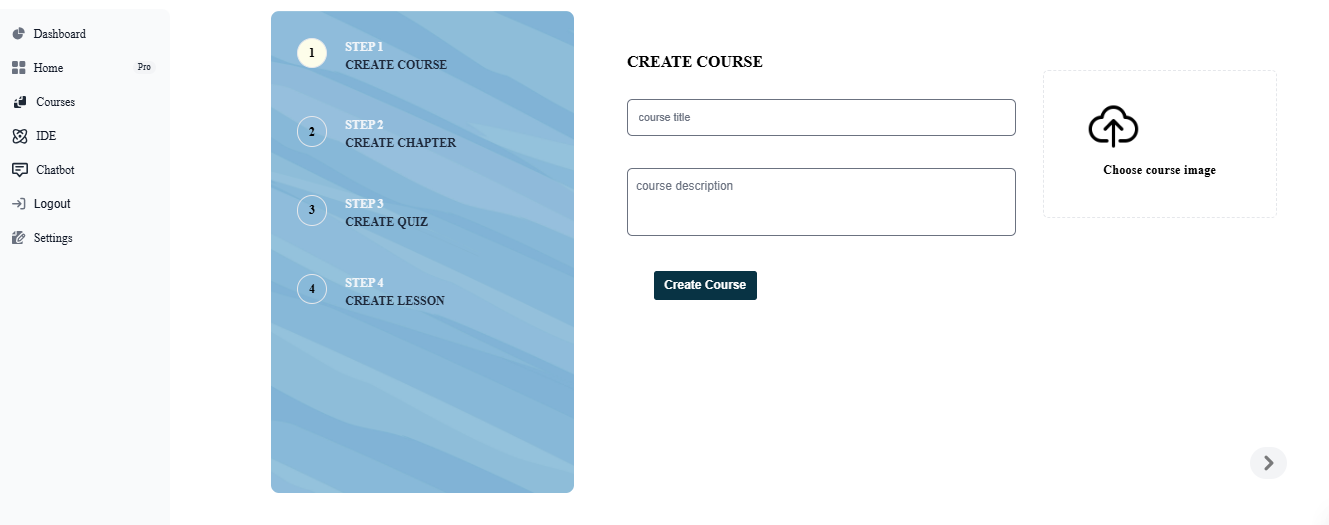 Dashboard
Home
Pro
Courses
IDE
Chatbot
Logout
Settings
1
STEP 1
CREATE COURSE
2
STEP 2
CREATE CHAPTER
3
STEP 3
CREATE QUIZ
4
STEP 4
CREATE LESSON
CREATE COURSE
course title
course description
Create Course
Choose course image